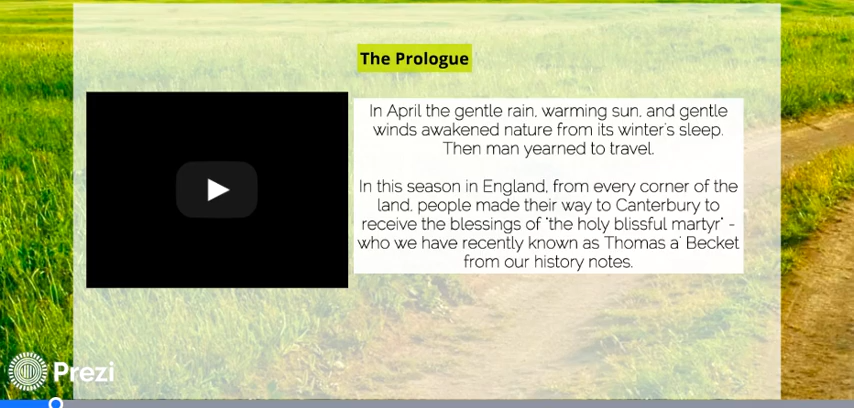 The Prologue
In April the gentle rain, warming sun, and gentle
winds awakened nature from its winter's sleep.
Then man yearned to travel.
In this season in England, from every corner of the
land, people made their way to Canterbury to
receive the blessings of "the holy blissful martyr" -
who we have recently known as Thomas a' Becket
from our history notes.
Prezi